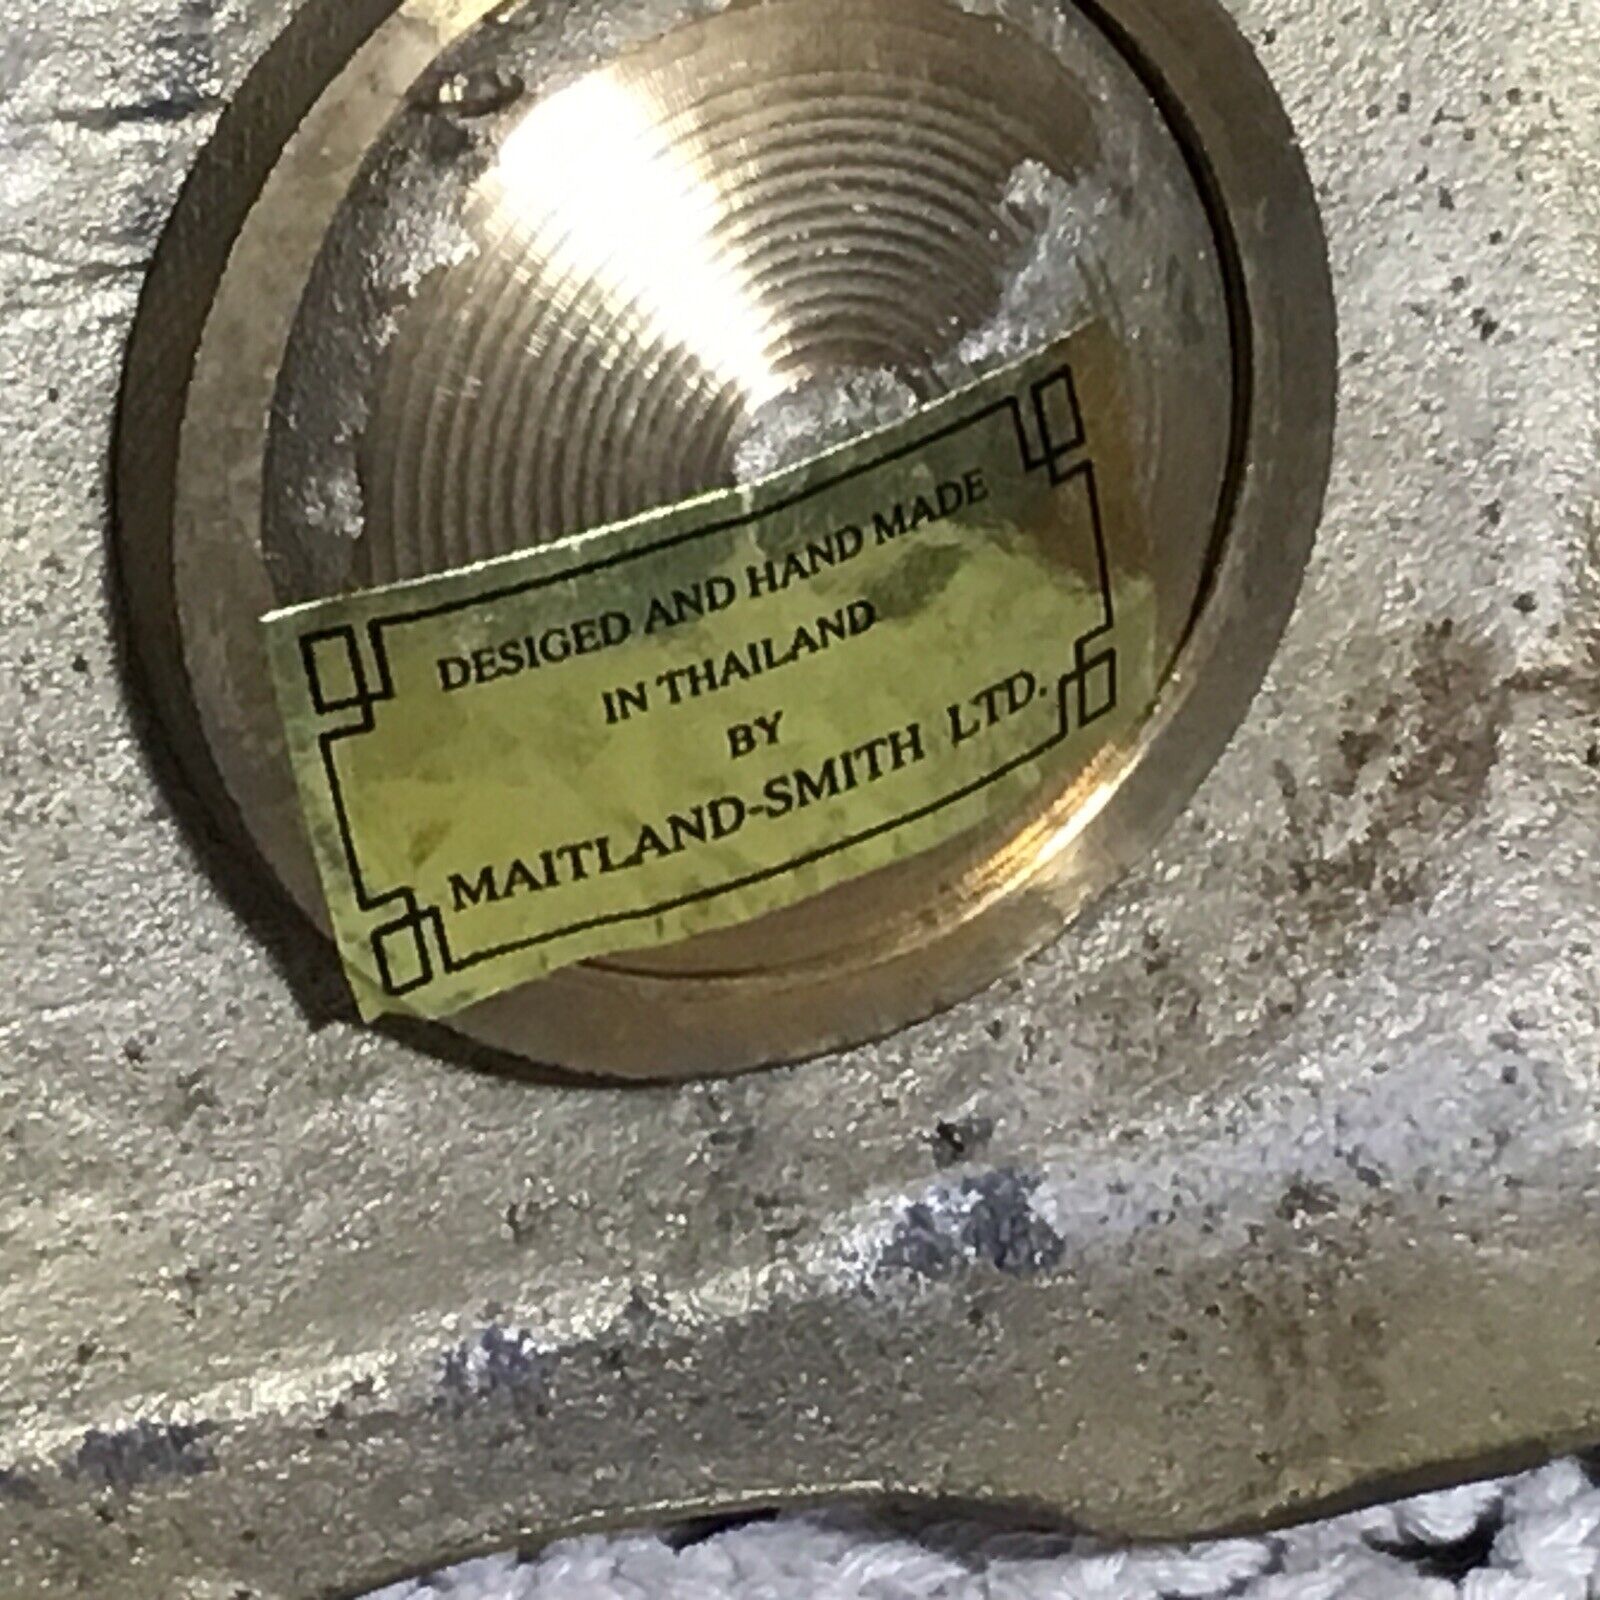 DESIGED AND HAND MADE
IN THAILAND
BY
MAITLAND-SMITH LTD.